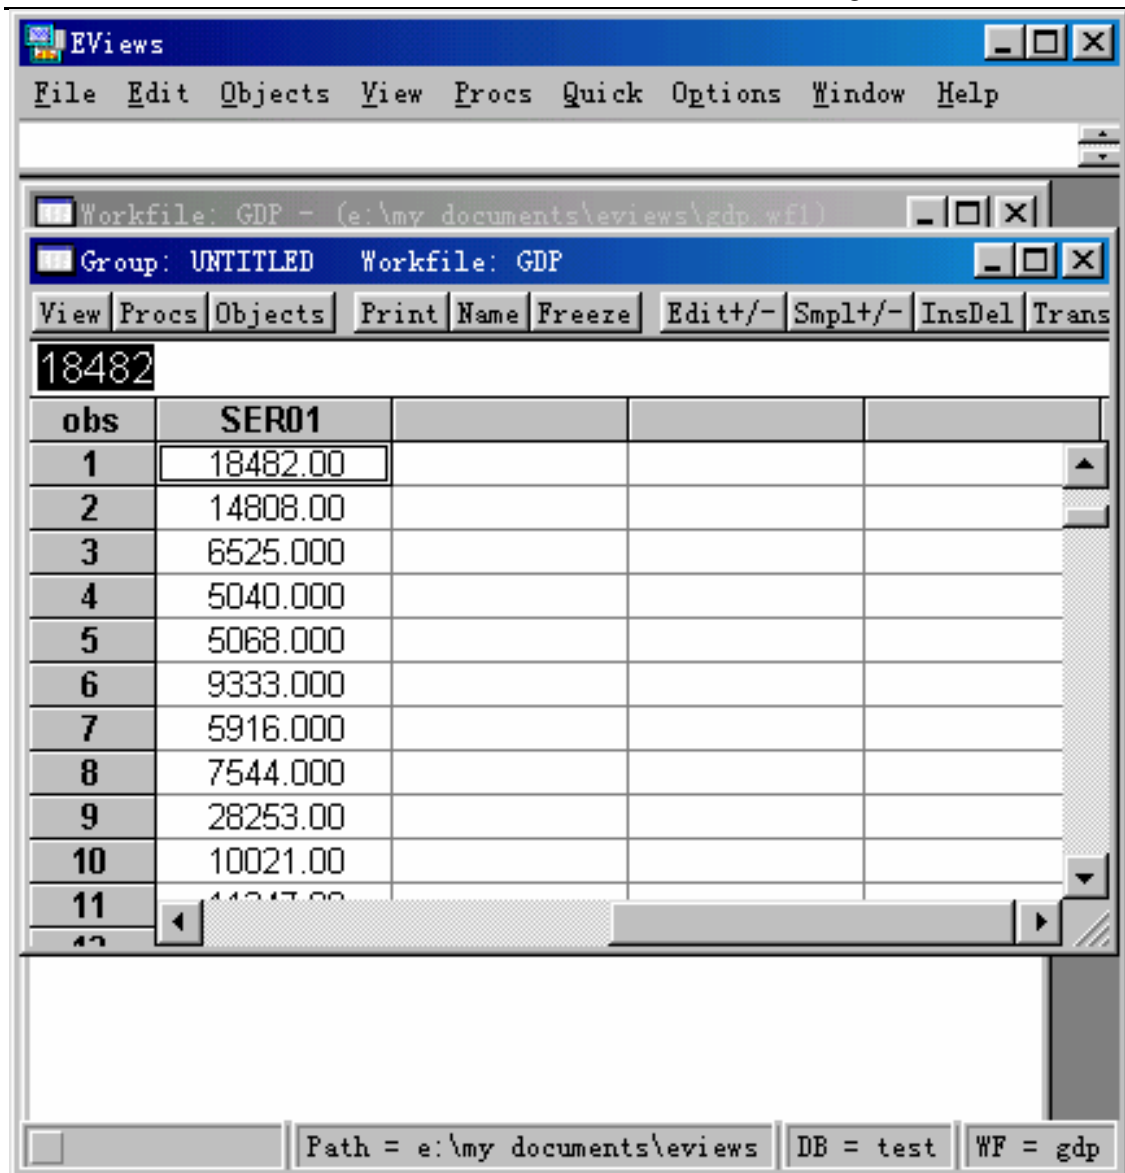 EViews
File Edit Objects View Procs Quick Options Window Help
Workfile: GDP - (e:\my documents\eviews\gdp.wf1)
Group: UNTITLED Workfile: GDP
View Procs Objects Print Name Freeze Edit+/- Smpl+/- InsDel Trans
18482
obs SER01
1 18482.00
2 14808.00
3 6525.000
4 5040.000
5 5068.000
6 9333.000
7 5916.000
8 7544.000
9 28253.00
10 10021.00
11
Path = e:\my documents\eviews DB = test WF = gdp